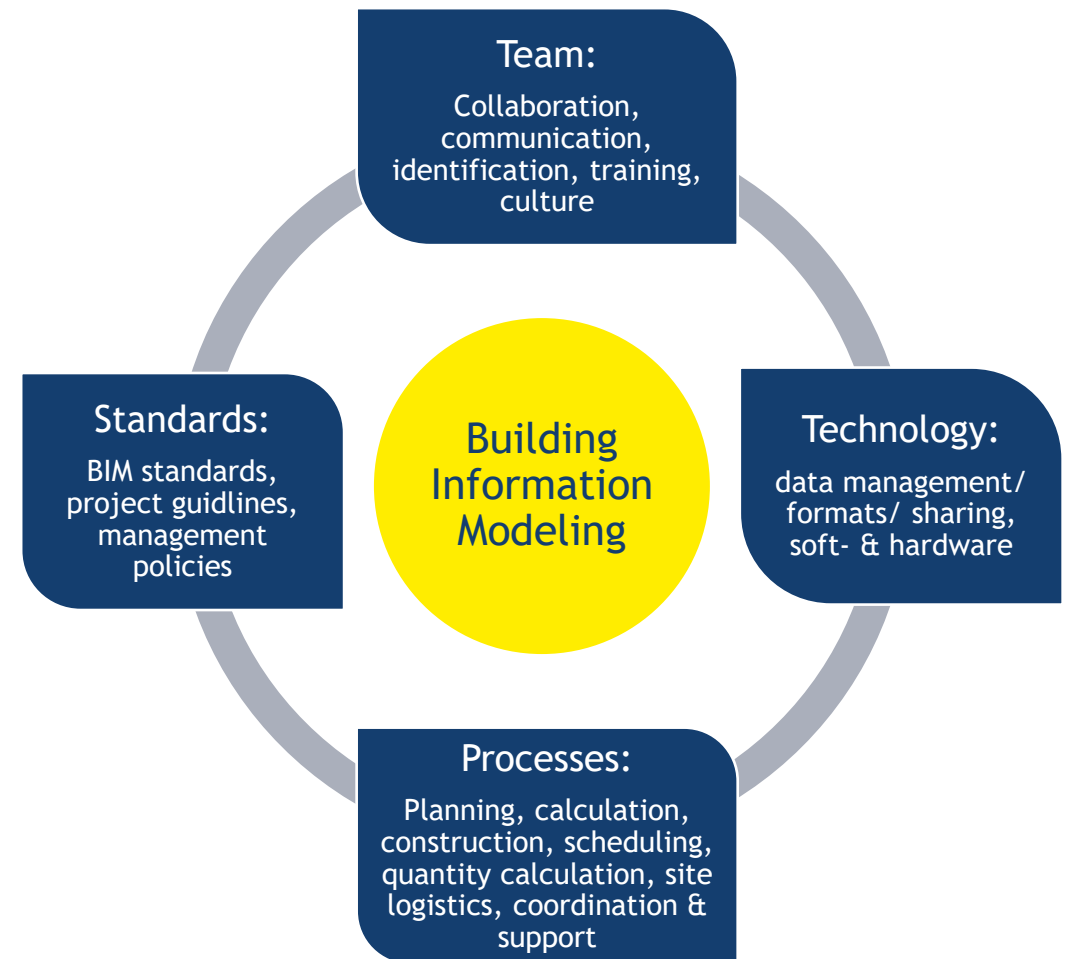 Team:
Collaboration,
communication,
identification, training,
culture
Standards:
BIM standards,
project guidlines,
management
policies
Building
Information
Modeling
Technology:
data management/
formats/ sharing,
soft- & hardware
Processes:
Planning, calculation,
construction, scheduling,
quantity calculation, site
logistics, coordination &
support